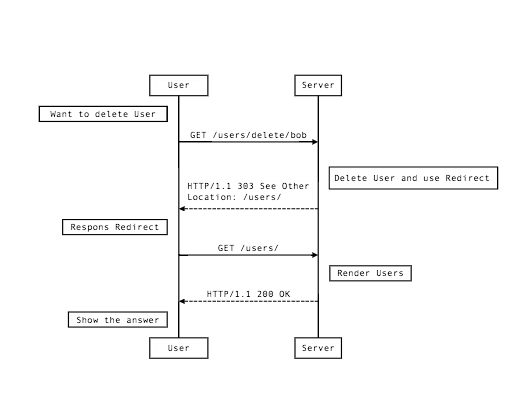 User
Server
Want to delete User
GET /users/delete/bob
Delete User and use Redirect
HTTP/1.1 303 See Other
Location: /users/
Respons Redirect
GET /users/
Render Users
HTTP/1.1 200 OK
Show the answer
User
Server